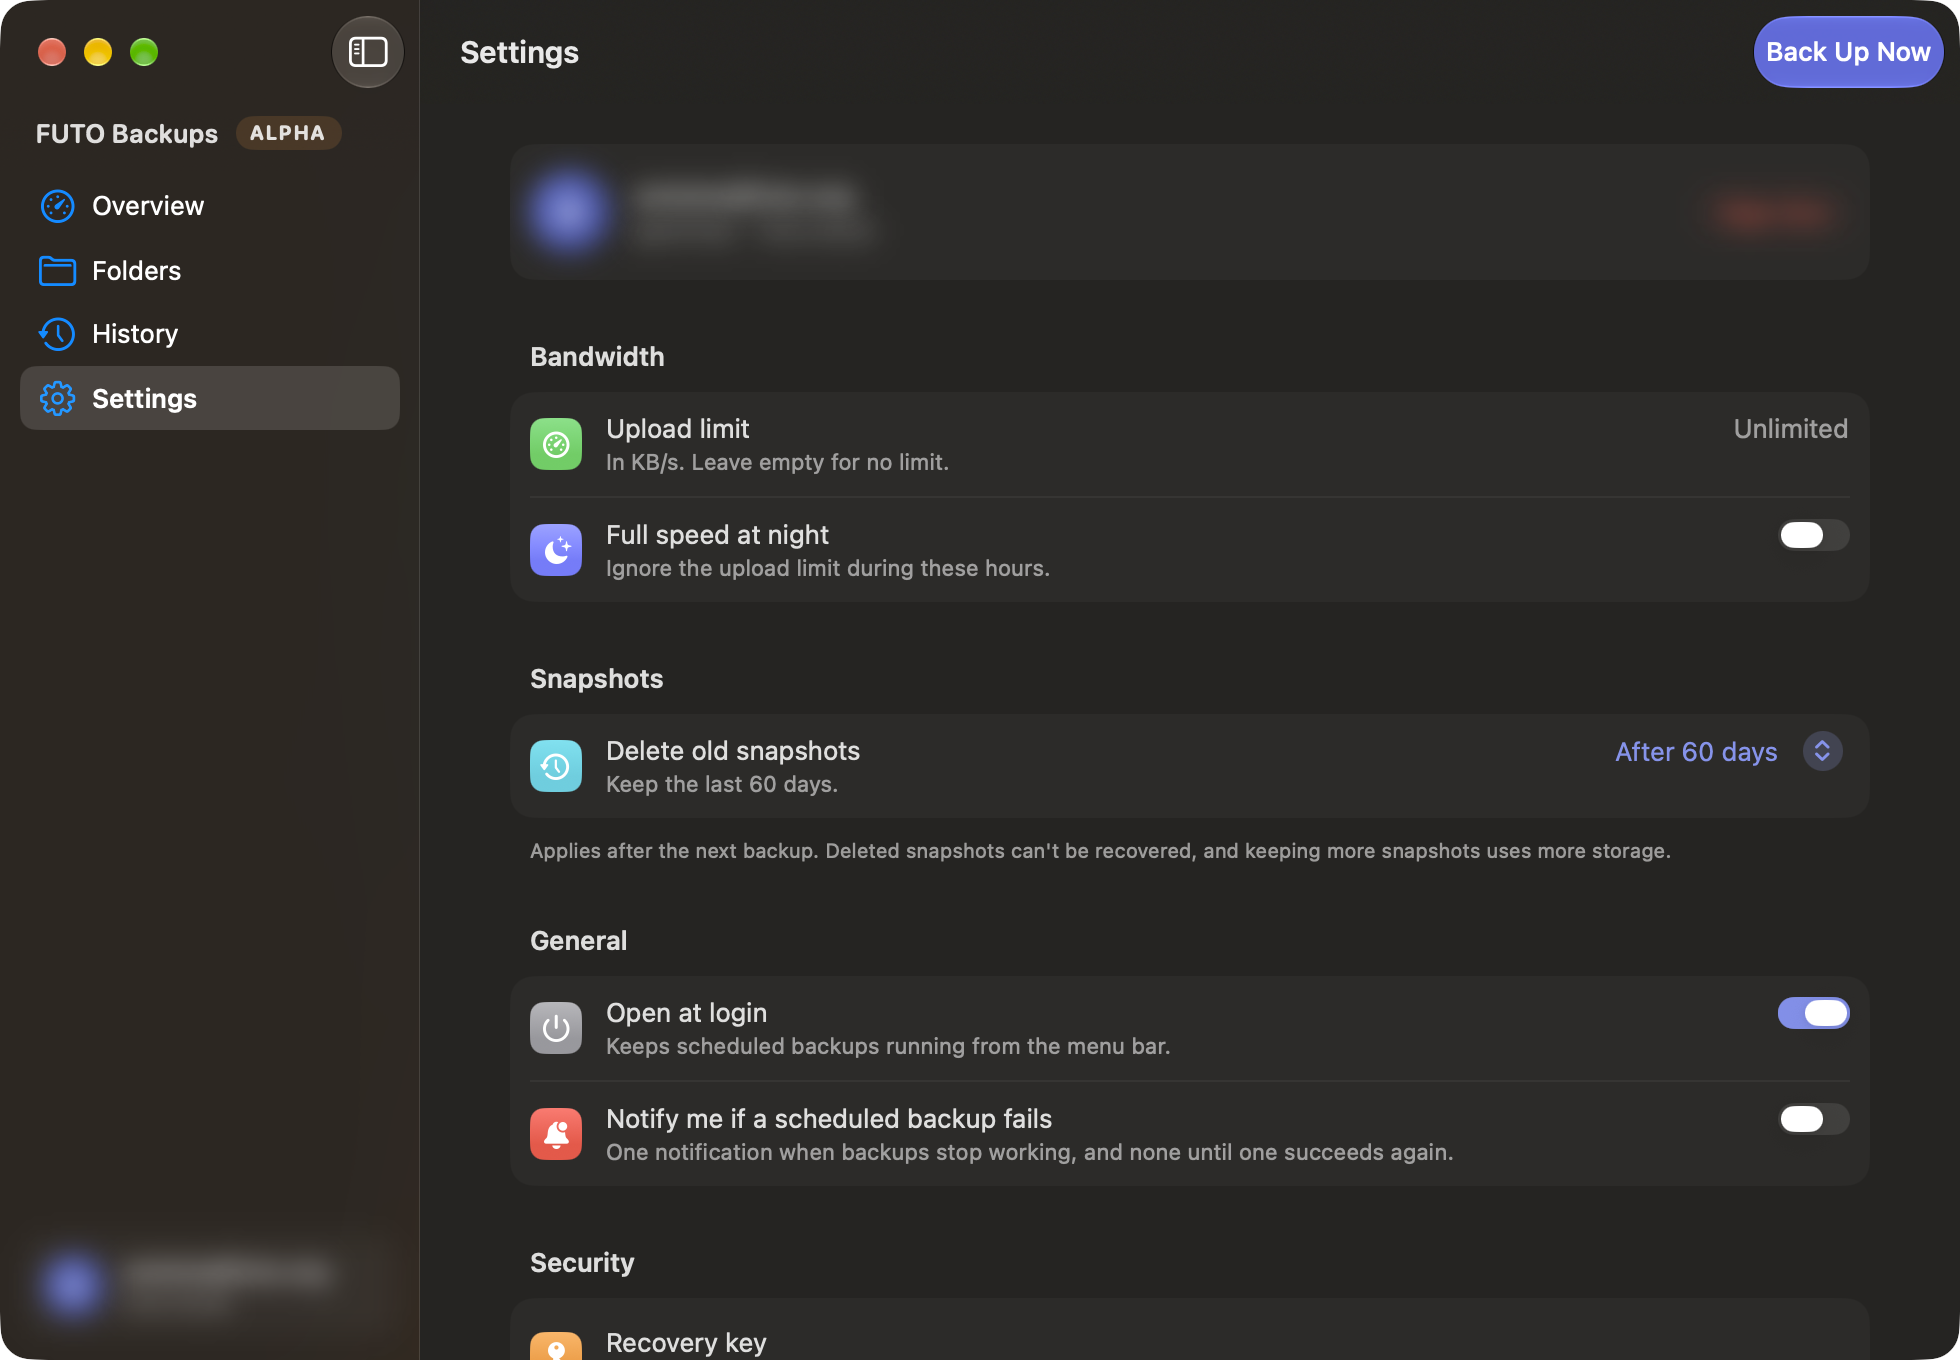 FUTO Backups ALPHA
Overview
Folders
History
Settings
Settings
Back Up Now
Bandwidth
Upload limit
Unlimited
In KB/s. Leave empty for no limit.
Full speed at night
Ignore the upload limit during these hours.
Snapshots
Delete old snapshots
After 60 days
Keep the last 60 days.
Applies after the next backup. Deleted snapshots can't be recovered, and keeping more snapshots uses more storage.
General
Open at login
Keeps scheduled backups running from the menu bar.
Notify me if a scheduled backup fails
One notification when backups stop working, and none until one succeeds again.
Security
Recovery key